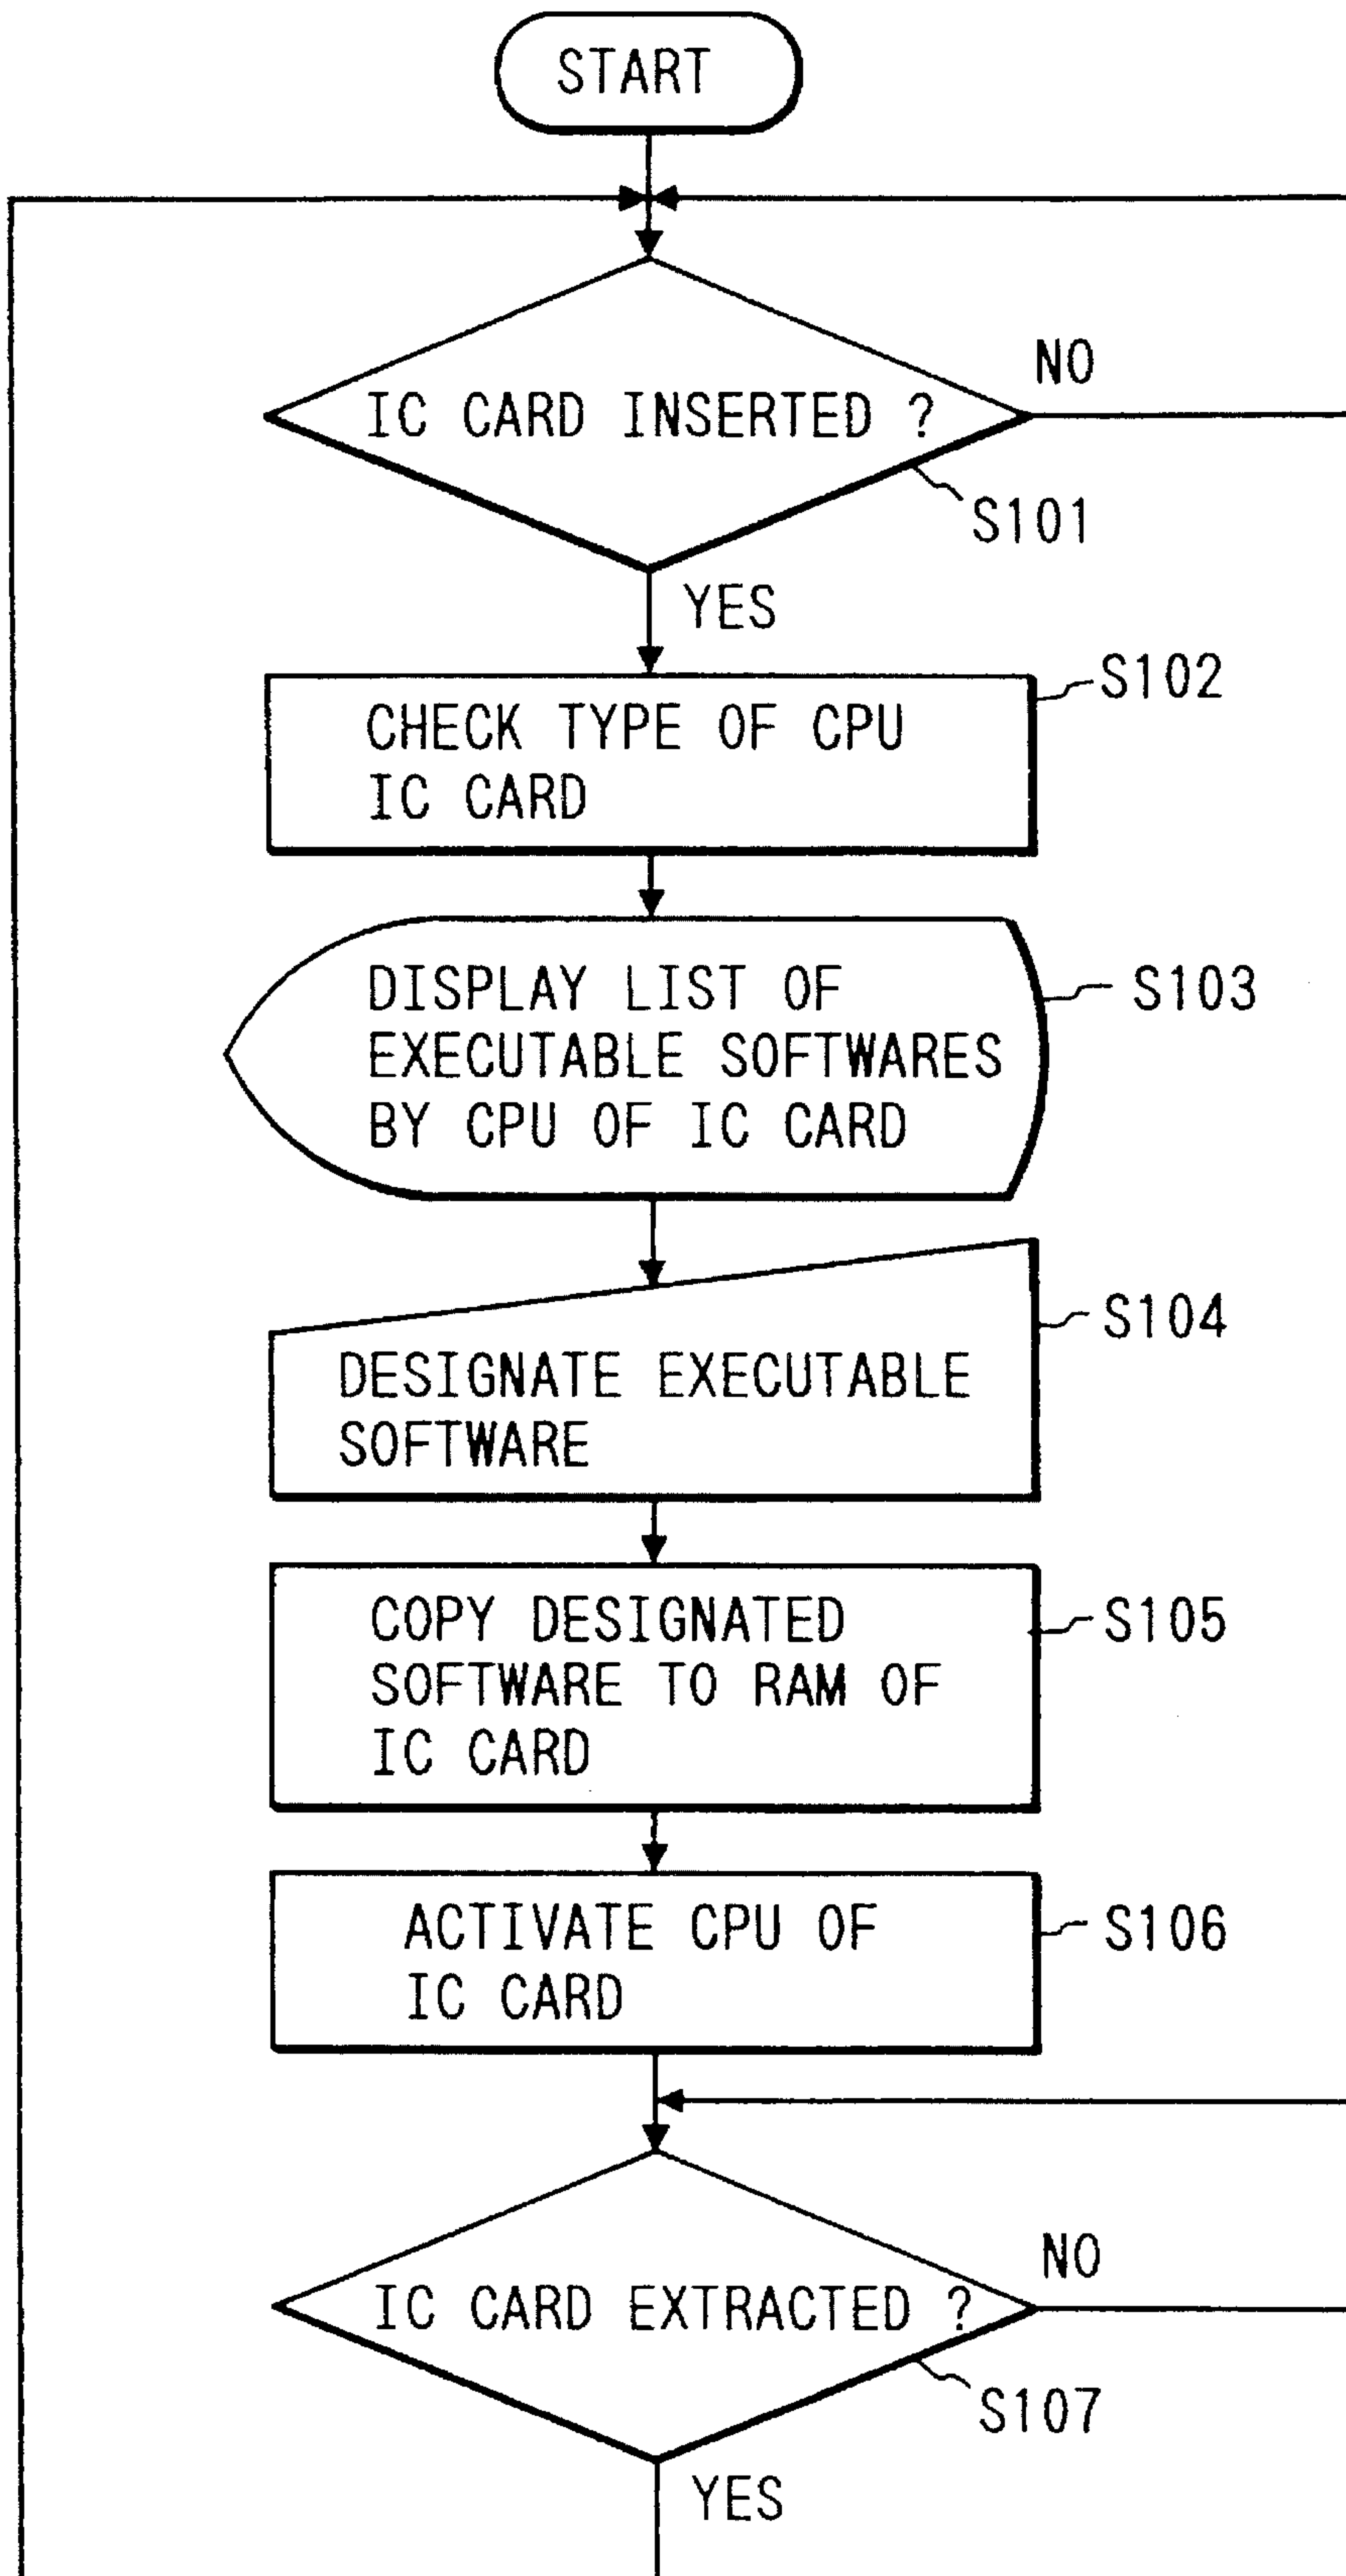 START
IC CARD INSERTED ?
NO
S101
YES
S102
CHECK TYPE OF CPU
IC CARD
DISPLAY LIST OF
EXECUTABLE SOFTWARES
BY CPU OF IC CARD
S103
S104
DESIGNATE EXECUTABLE
SOFTWARE
COPY DESIGNATED
SOFTWARE TO RAM OF
IC CARD
S105
ACTIVATE CPU OF
IC CARD
S106
NO
IC CARD EXTRACTED ?
S107
YES